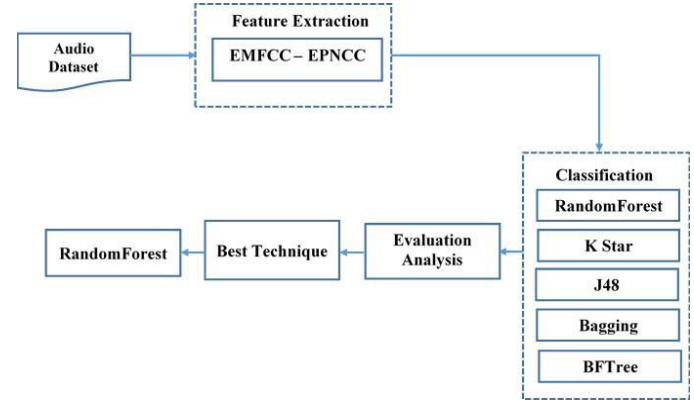 Audio
Dataset
Feature Extraction
EMFCC – EPNCC
Classification
RandomForest
K Star
J48
Bagging
BFTree
Evaluation
Analysis
Best Technique
RandomForest